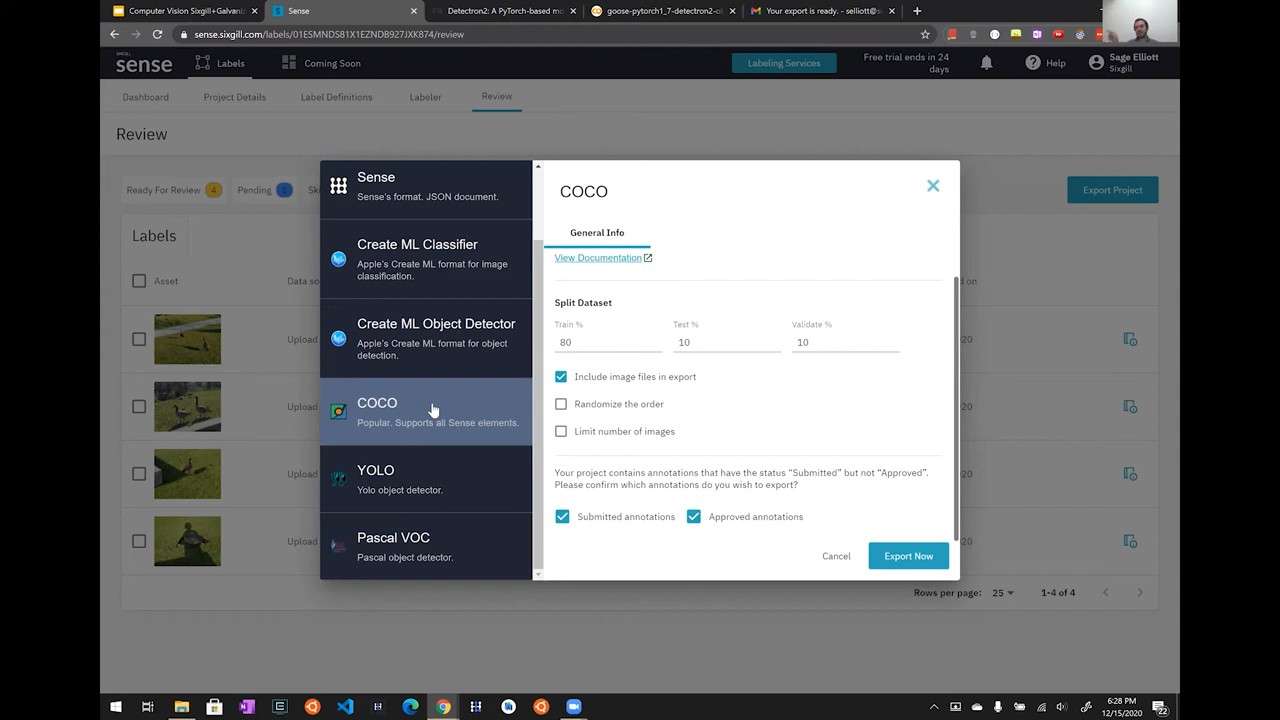 Computer Vision Sixgill+Galvani
Sense
Detectron2: A PyTorch-based m
goose-pytorch1_7-detectron2-ol
Your export is ready. - selliott@s
sense.sixgill.com/labels/01ESMNDS81X1EZNDB927JXK874/review
SIXGILL
sense
Labels
Coming Soon
Labeling Services
Free trial ends in 24
days
Help
Sage Elliott
Sixgill
Dashboard
Project Details
Label Definitions
Labeler
Review
Review
Ready For Review 4
Pending 0
Export Project
Labels
Asset
Data so
d on
Upload
20
Upload
20
Upload
20
Upload
20
Rows per page: 25
1-4 of 4
Sense
Sense's format. JSON document.
Create ML Classifier
Apple's Create ML format for image
classification.
Create ML Object Detector
Apple's Create ML format for object
detection.
COCO
Popular. Supports all Sense elements.
YOLO
Yolo object detector.
Pascal VOC
Pascal object detector.
COCO
General Info
View Documentation
Split Dataset
Train %
Test %
Validate %
80
10
10
Include image files in export
Randomize the order
Limit number of images
Your project contains annotations that have the status “Submitted” but not “Approved”.
Please confirm which annotations do you wish to export?
Submitted annotations
Approved annotations
Cancel
Export Now
6:28 PM
12/15/2020
22